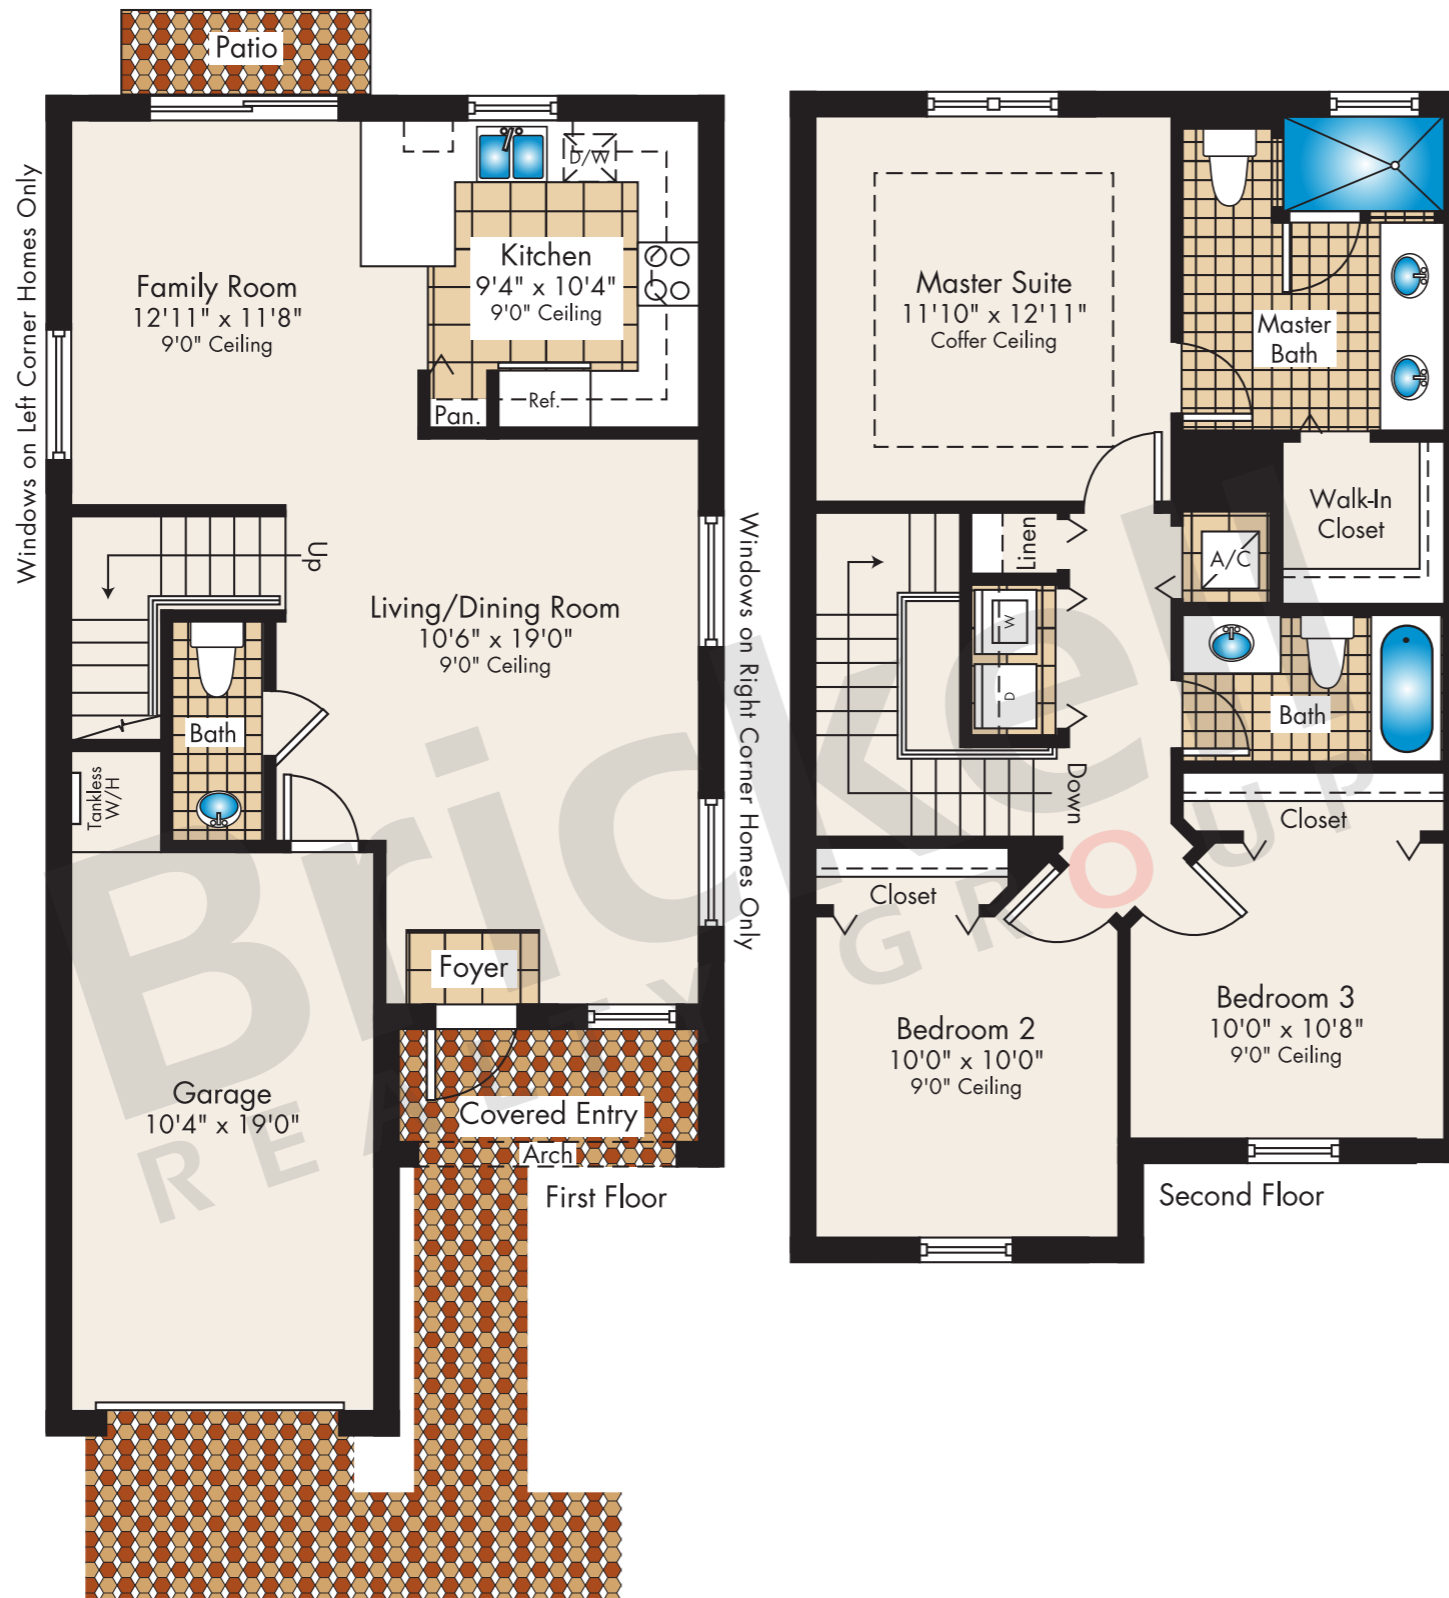 Patio
Windows on Left Corner Homes Only
Family Room
12'11" x 11'8"
9'0" Ceiling
D/W
Kitchen
9'4" x 10'4"
9'0" Ceiling
Pan.
Ref.
Up
Living/Dining Room
10'6" x 19'0"
9'0" Ceiling
Windows on Right Corner Homes Only
Bath
Tankless
W/H
Foyer
Garage
10'4" x 19'0"
Covered Entry
Arch
First Floor
Master Suite
11'10" x 12'11"
Coffer Ceiling
Master
Bath
Walk-In
Closet
Linen
A/C
W
D
Bath
Down
Closet
Closet
Bedroom 2
10'0" x 10'0"
9'0" Ceiling
Bedroom 3
10'0" x 10'8"
9'0" Ceiling
Second Floor
Brickell
REALTY GROUP